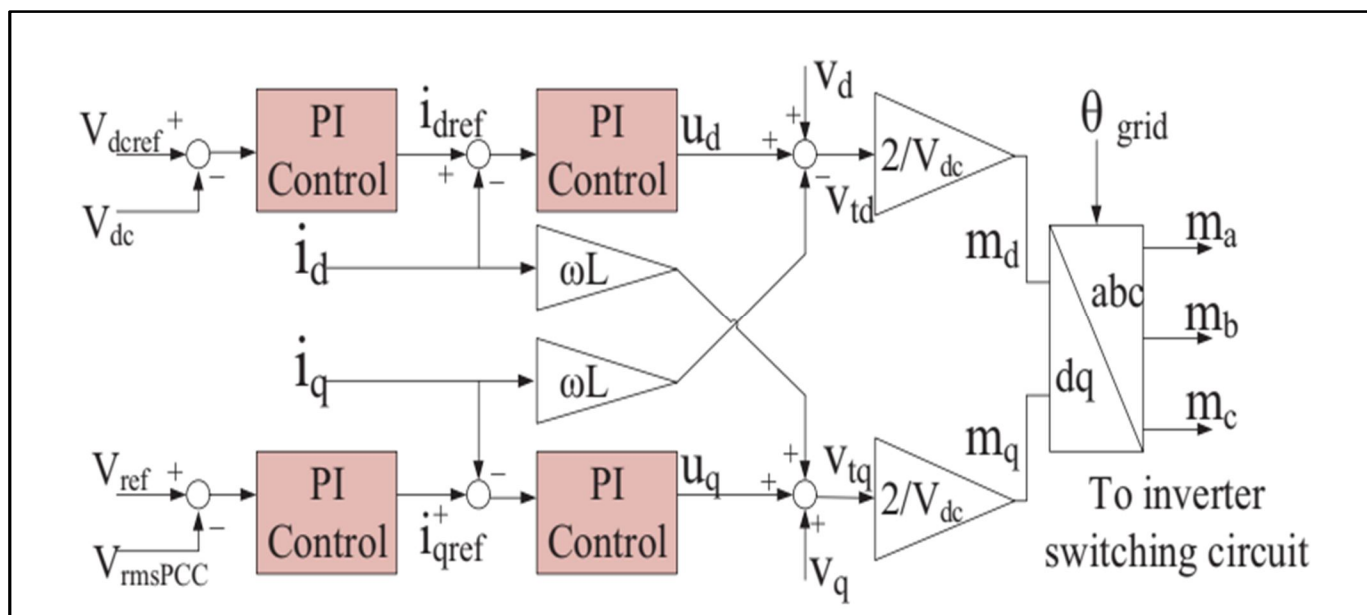 V_dcref + −
V_dc
PI
Control
i_dref + −
PI
Control
u_d
v_d
+ + −
v_td
2/V_dc
θ grid
i_d
ωL
m_d
abc
dq
m_a
m_b
m_c
i_q
ωL
V_ref + −
V_rmsPCC
PI
Control
− +
i_qref
PI
Control
u_q
+ + +
v_tq
v_q
2/V_dc
m_q
To inverter
switching circuit